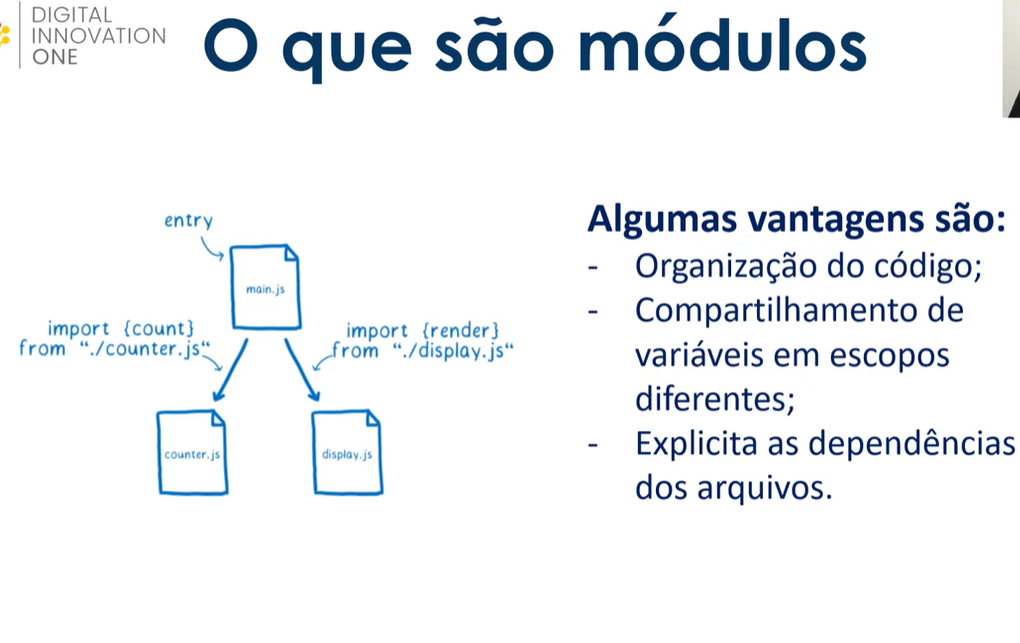 DIGITAL
INNOVATION
ONE
O que são módulos
entry
main.js
import {count}
from “./counter.js“
import {render}
from “./display.js“
counter.js
display.js
Algumas vantagens são:
- Organização do código;
- Compartilhamento de
variáveis em escopos
diferentes;
- Explicita as dependências
dos arquivos.